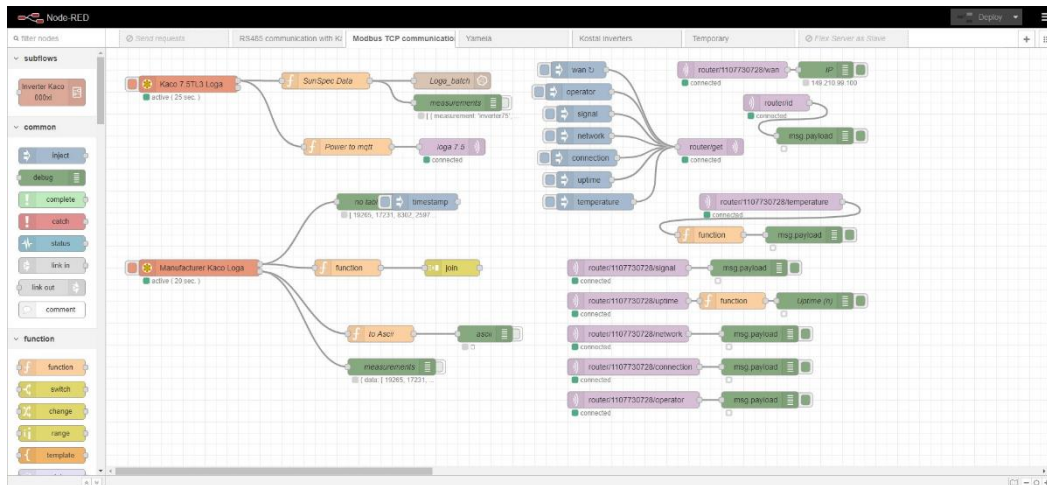 Node-RED
Deploy
filter nodes
Send requests
RS485 communication with K
Modbus TCP communicatio
Yameia
Kostal inverters
Temporary
Flex Server as Slave
subflows
Inverter Kaco
000xl
common
inject
debug
complete
catch
status
link in
link out
comment
function
function
switch
change
range
template
Kaco 7.5TL3 Loga
active ( 25 sec. )
SunSpec Data
Loga_batch
measurements
[ { measurement: 'inverter75',...
Power to mqtt
loga 7.5
connected
timestamp
[ 19265, 17231, 8302, 2597...
Manufacturer Kaco Loga
active ( 20 sec. )
function
join
to Ascii
ascii
measurements
{ data: [ 19265, 17231, ...
wan ↻
operator
signal
network
connection
uptime
temperature
router/get
connected
router/1107730728/wan
connected
IP
149.210.99.160
router/id
connected
msg.payload
router/1107730728/temperature
connected
function
msg.payload
router/1107730728/signal
connected
msg.payload
router/1107730728/uptime
connected
function
Uptime (h)
router/1107730728/network
connected
msg.payload
router/1107730728/connection
connected
msg.payload
router/1107730728/operator
connected
msg.payload